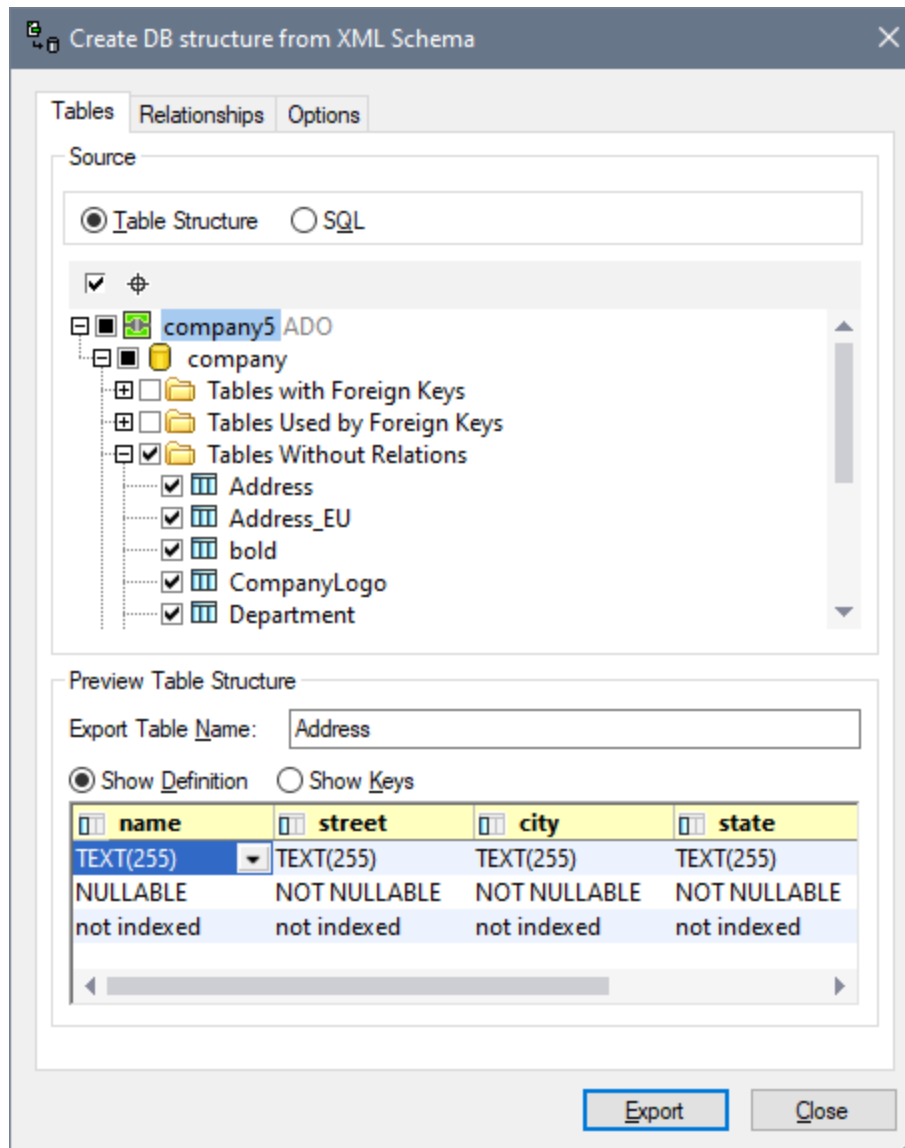 Create DB structure from XML Schema
Tables Relationships Options
Source
Table Structure SQL
company5 ADO
company
Tables with Foreign Keys
Tables Used by Foreign Keys
Tables Without Relations
Address
Address_EU
bold
CompanyLogo
Department
Preview Table Structure
Export Table Name: Address
Show Definition Show Keys
name street city state
TEXT(255) TEXT(255) TEXT(255) TEXT(255)
NULLABLE NOT NULLABLE NOT NULLABLE NOT NULLABLE
not indexed not indexed not indexed not indexed
Export Close